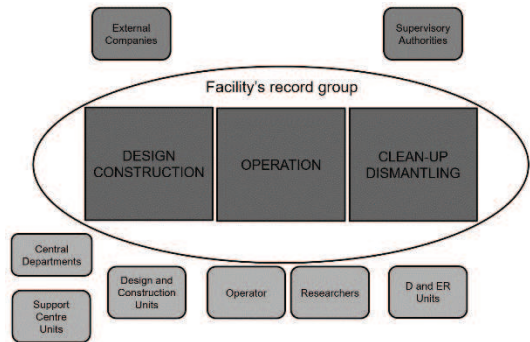 External
Companies
Supervisory
Authorities
Facility's record group
DESIGN
CONSTRUCTION
OPERATION
CLEAN-UP
DISMANTLING
Central
Departments
Support
Centre
Units
Design and
Construction
Units
Operator
Researchers
D and ER
Units